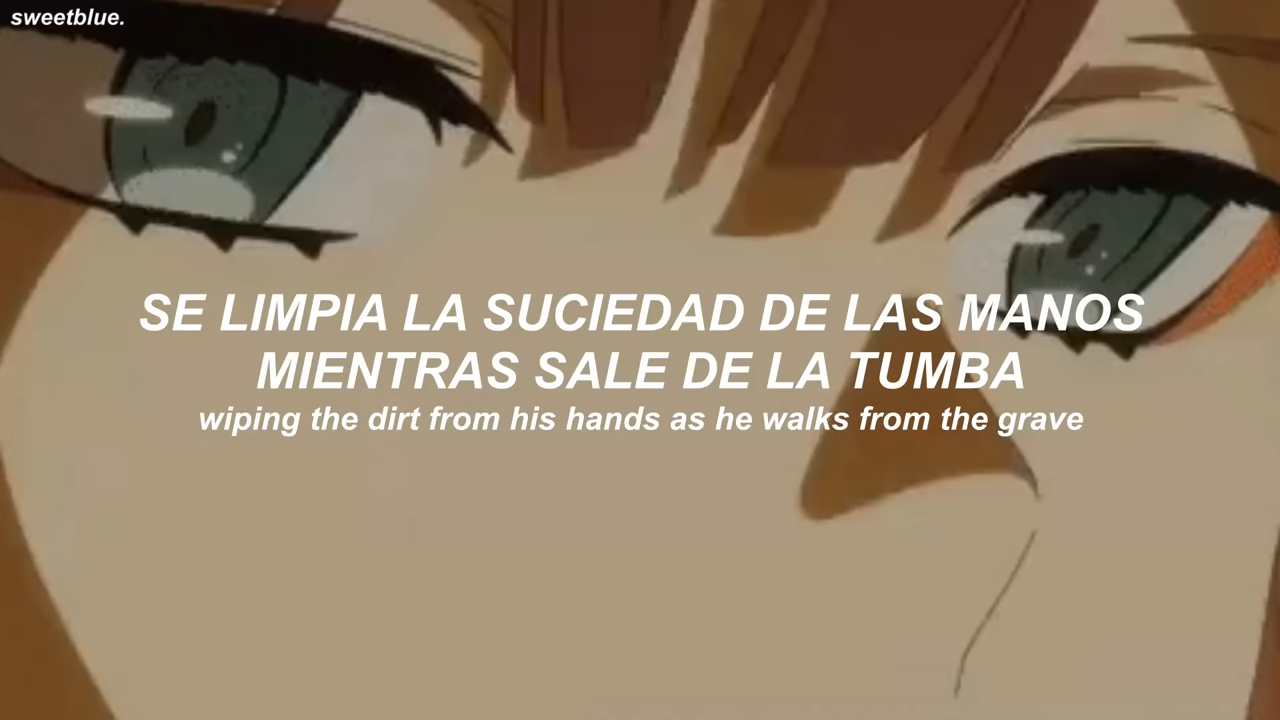 sweetblue.
SE LIMPIA LA SUCIEDAD DE LAS MANOS
MIENTRAS SALE DE LA TUMBA
wiping the dirt from his hands as he walks from the grave